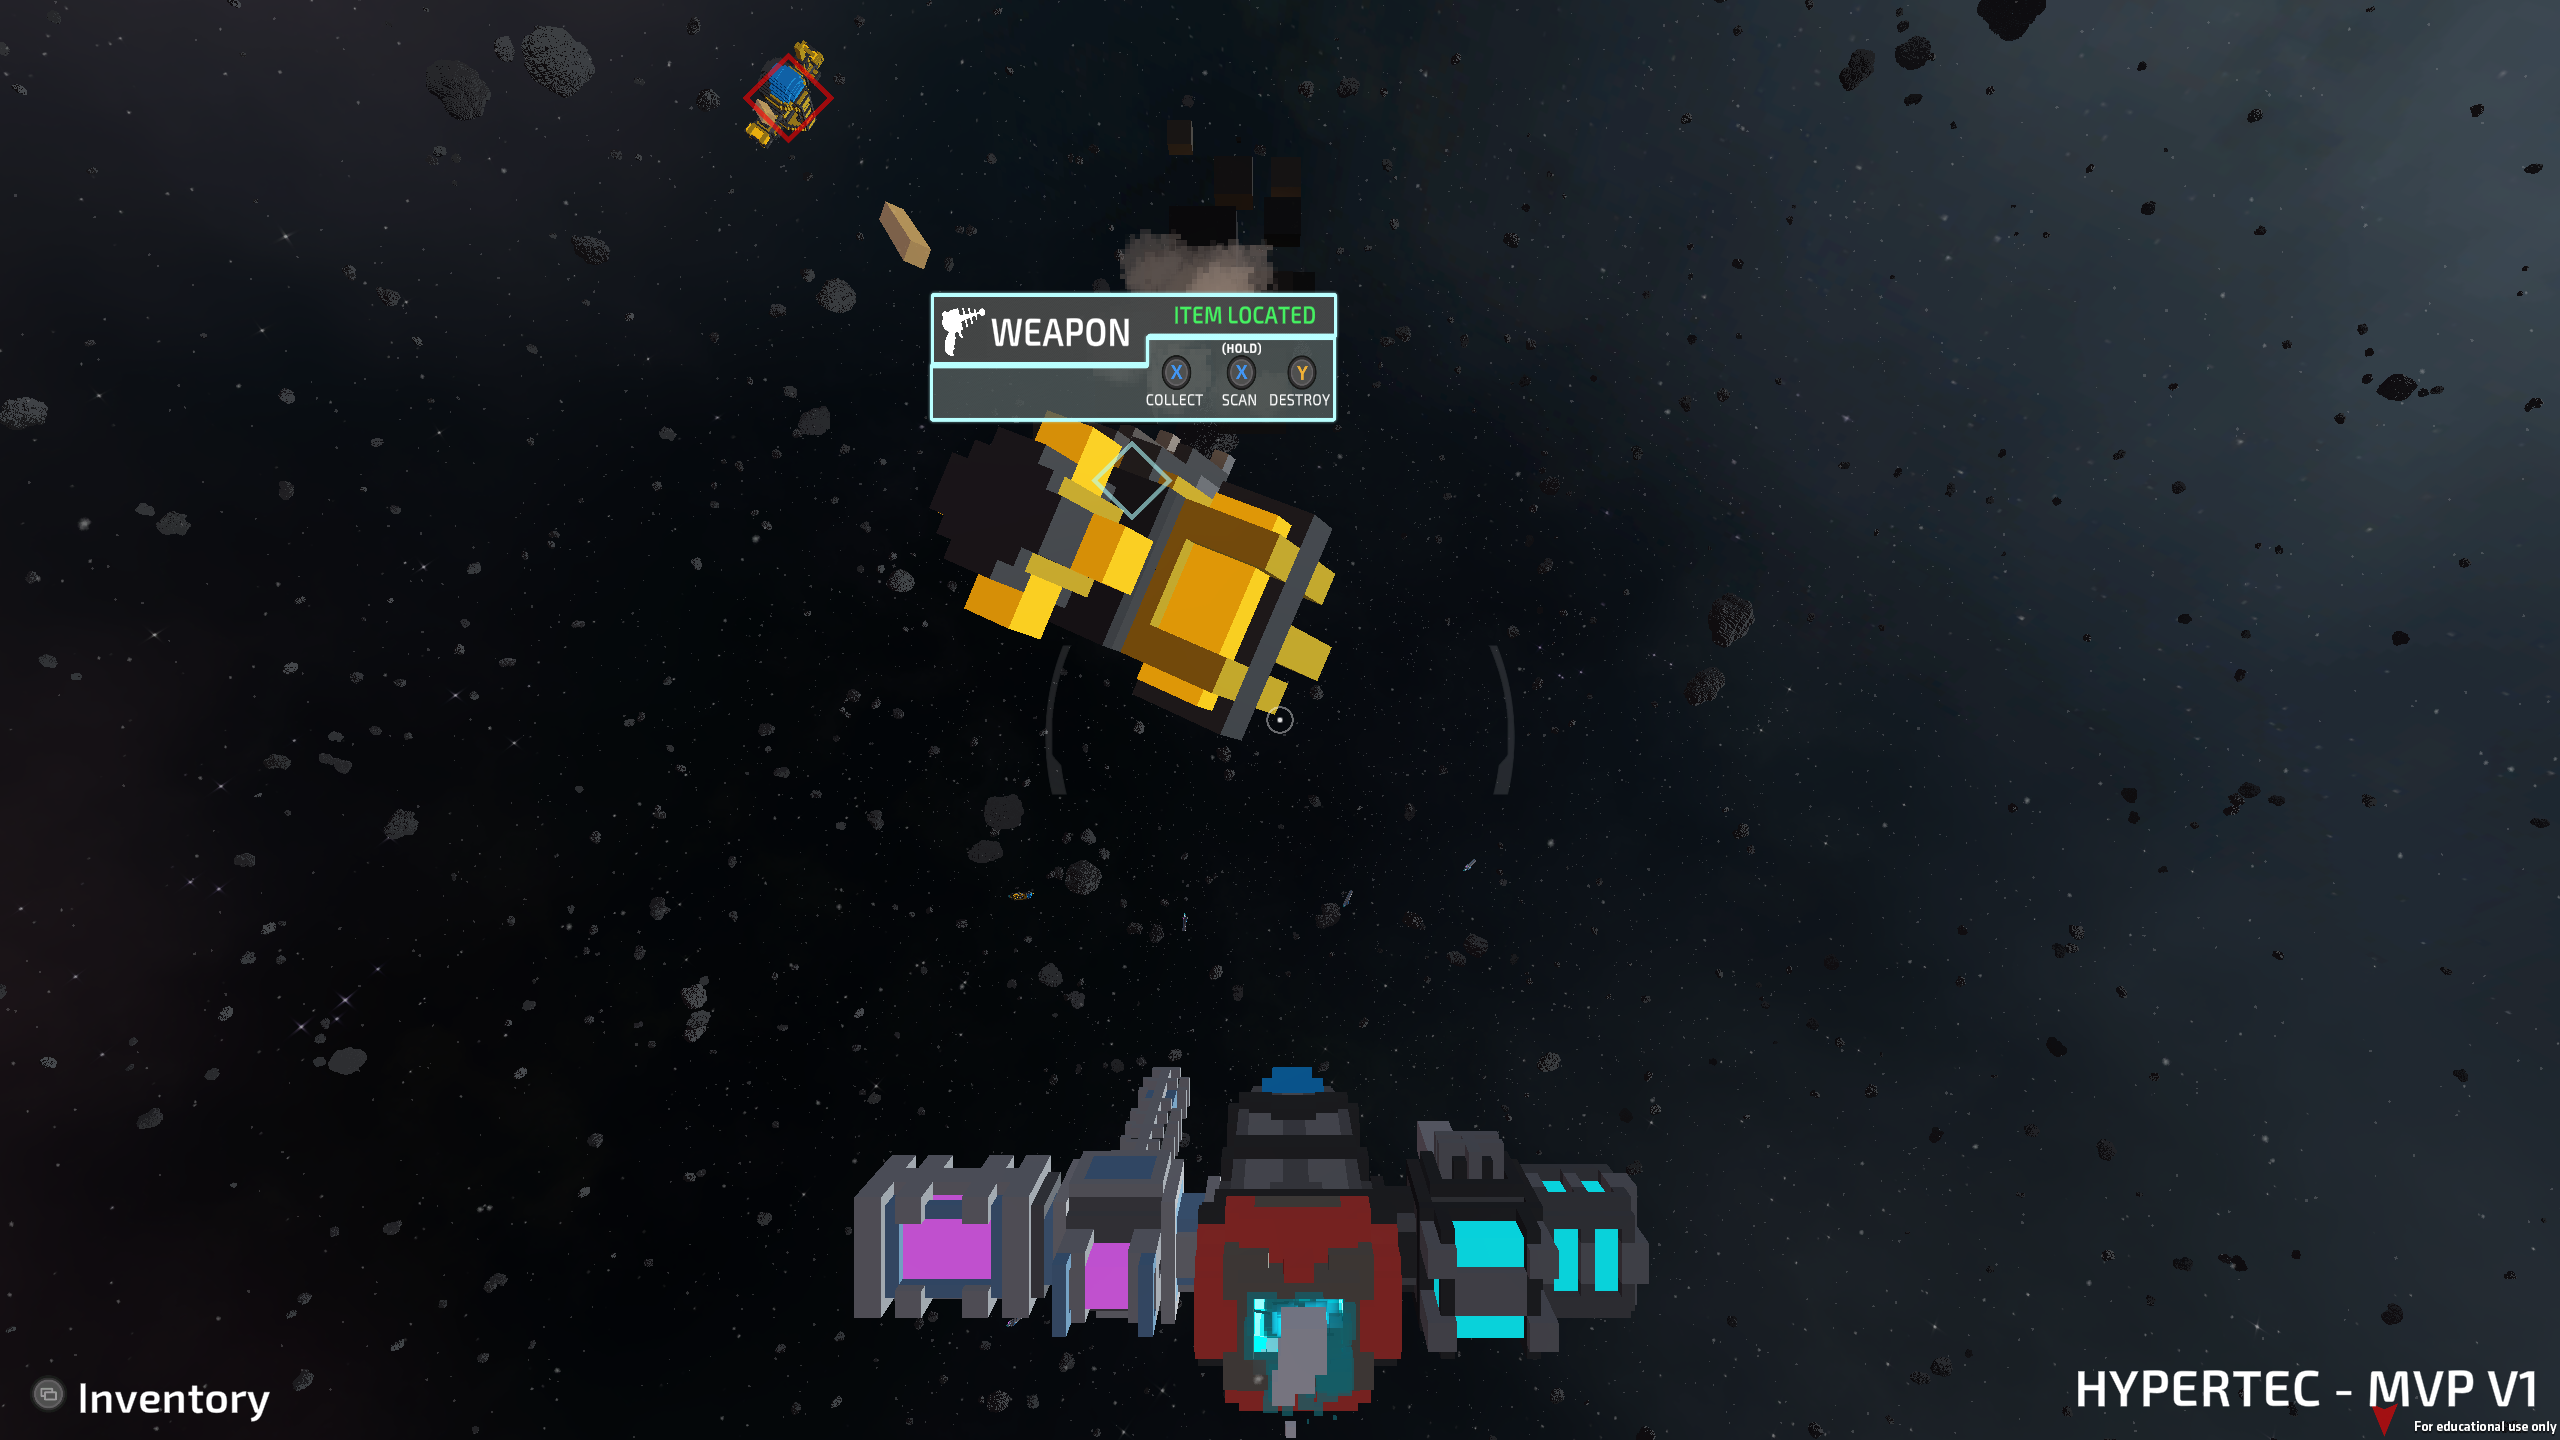 WEAPON
ITEM LOCATED
(HOLD)
X X Y
COLLECT SCAN DESTROY
Inventory
HYPERTEC - MVP V1
For educational use only